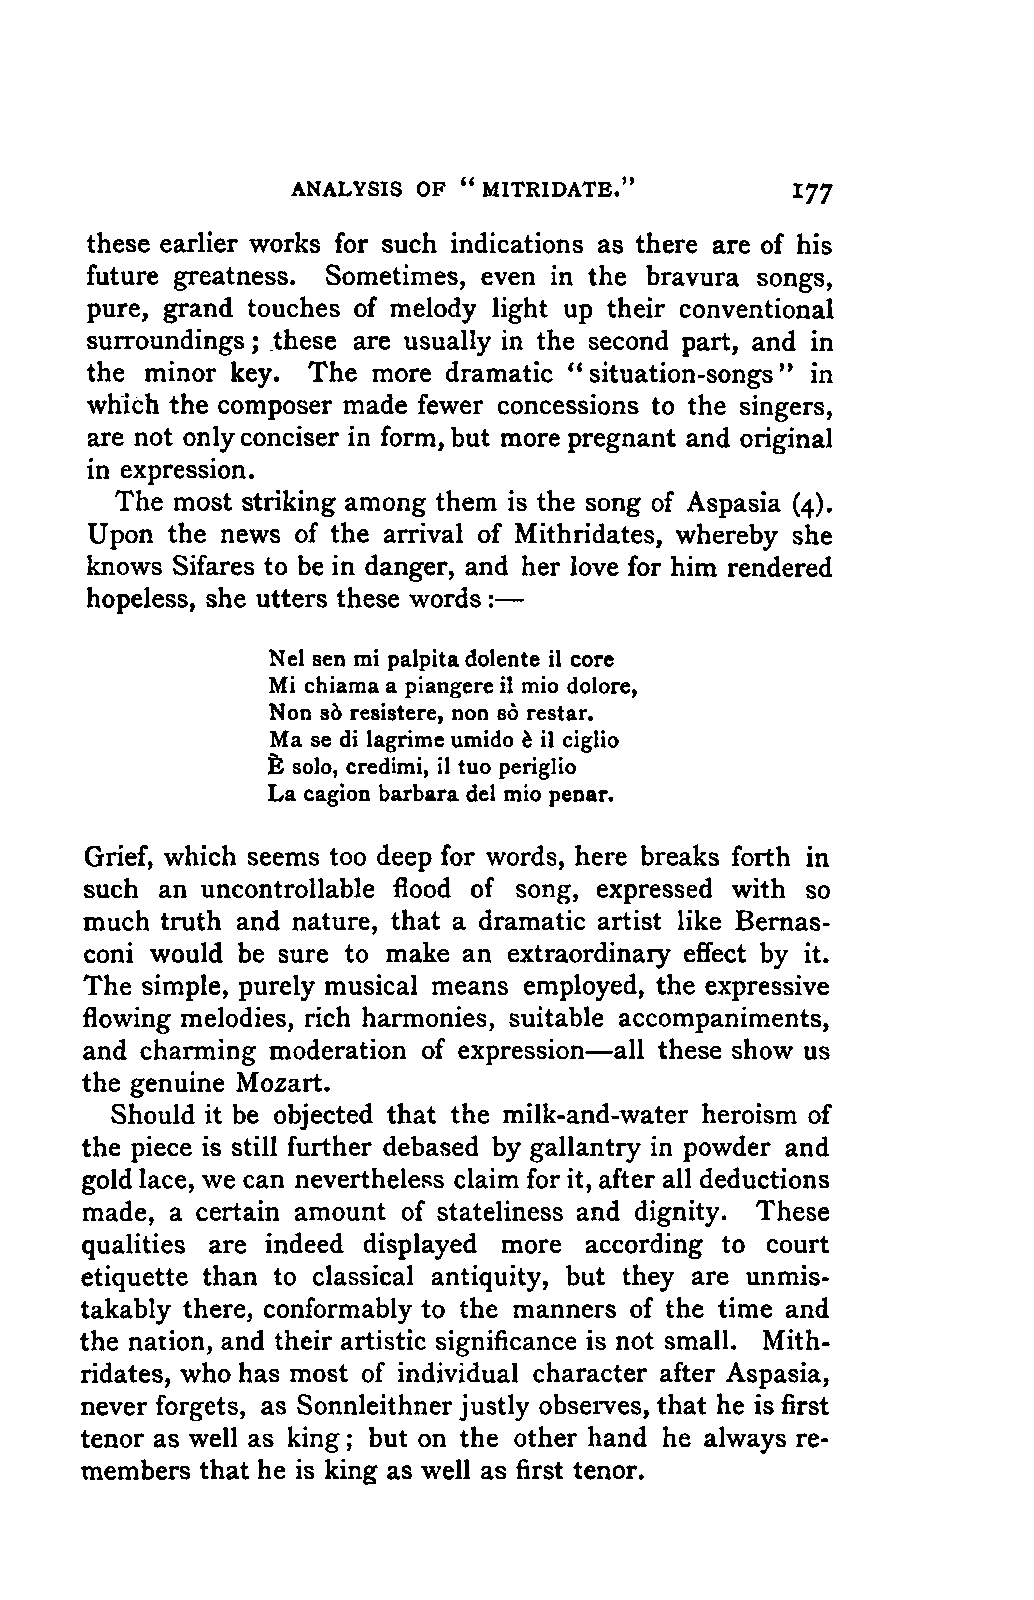 ANALYSIS OF "MITRIDATE." 177
these earlier works for such indications as there are of his
future greatness. Sometimes, even in the bravura songs,
pure, grand touches of melody light up their conventional
surroundings; these are usually in the second part, and in
the minor key. The more dramatic "situation-songs" in
which the composer made fewer concessions to the singers,
are not only conciser in form, but more pregnant and original
in expression.
The most striking among them is the song of Aspasia (4).
Upon the news of the arrival of Mithridates, whereby she
knows Sifares to be in danger, and her love for him rendered
hopeless, she utters these words:—
Nel sen mi palpita dolente il core
Mi chiama a piangere il mio dolore,
Non sò resistere, non sò restar.
Ma se di lagrime umido è il ciglio
È solo, credimi, il tuo periglio
La cagion barbara del mio penar.
Grief, which seems too deep for words, here breaks forth in
such an uncontrollable flood of song, expressed with so
much truth and nature, that a dramatic artist like Bernas-
coni would be sure to make an extraordinary effect by it.
The simple, purely musical means employed, the expressive
flowing melodies, rich harmonies, suitable accompaniments,
and charming moderation of expression—all these show us
the genuine Mozart.
Should it be objected that the milk-and-water heroism of
the piece is still further debased by gallantry in powder and
gold lace, we can nevertheless claim for it, after all deductions
made, a certain amount of stateliness and dignity. These
qualities are indeed displayed more according to court
etiquette than to classical antiquity, but they are unmis-
takably there, conformably to the manners of the time and
the nation, and their artistic significance is not small. Mith-
ridates, who has most of individual character after Aspasia,
never forgets, as Sonnleithner justly observes, that he is first
tenor as well as king; but on the other hand he always re-
members that he is king as well as first tenor.